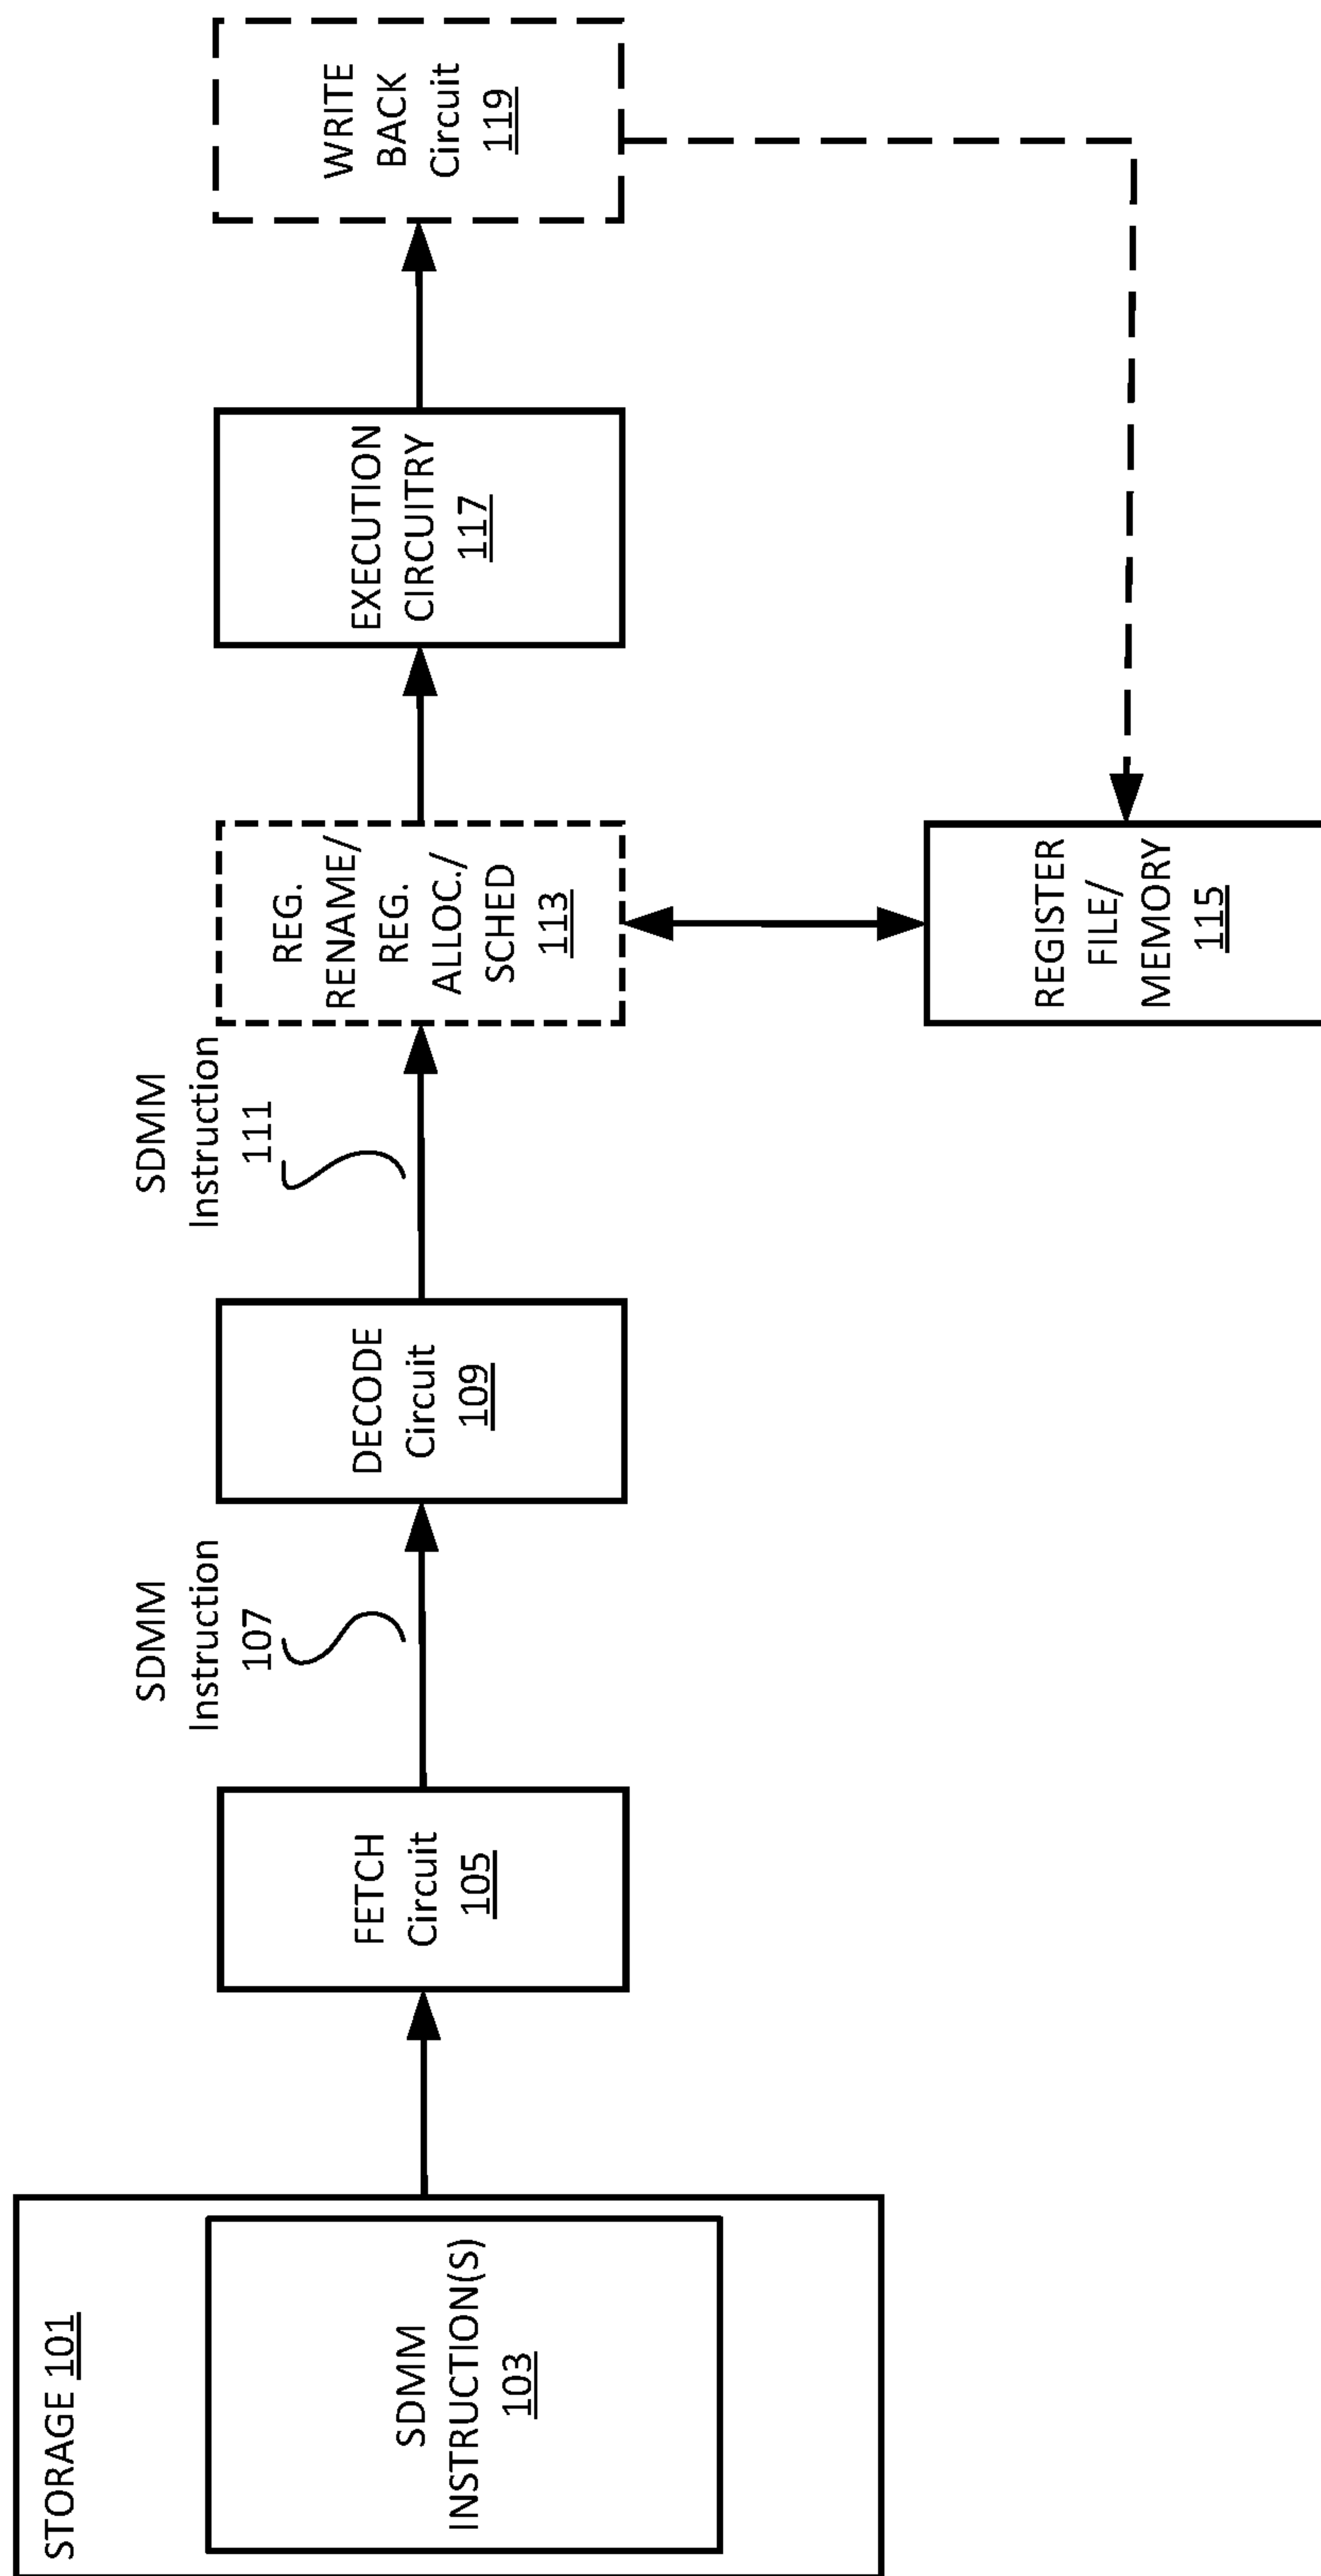 STORAGE 101
SDMM
INSTRUCTION(S)
103
FETCH
Circuit
105
SDMM
Instruction
107
DECODE
Circuit
109
SDMM
Instruction
111
REG.
RENAME/
REG.
ALLOC./
SCHED
113
EXECUTION
CIRCUITRY
117
WRITE
BACK
Circuit
119
REGISTER
FILE/
MEMORY
115